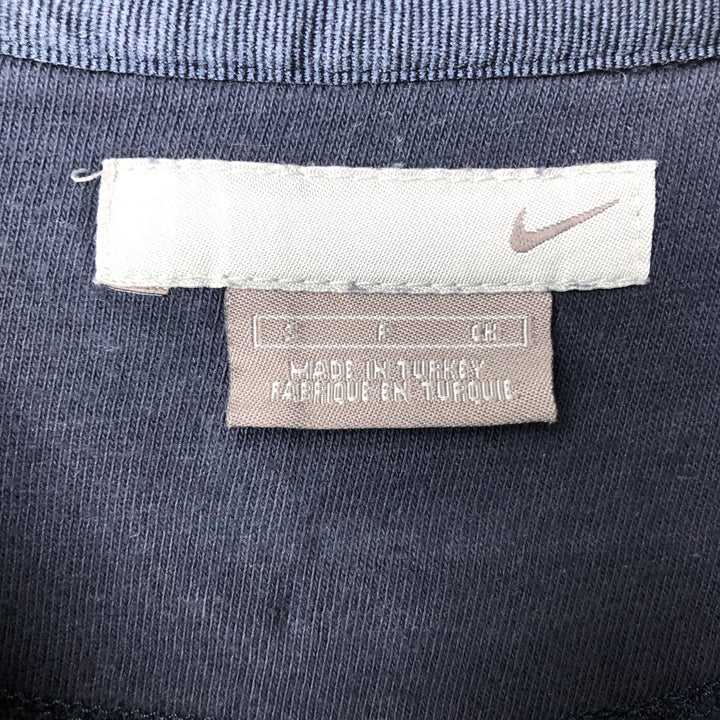 S P CH
MADE IN TURKEY
FABRIQUE EN TURQUIE